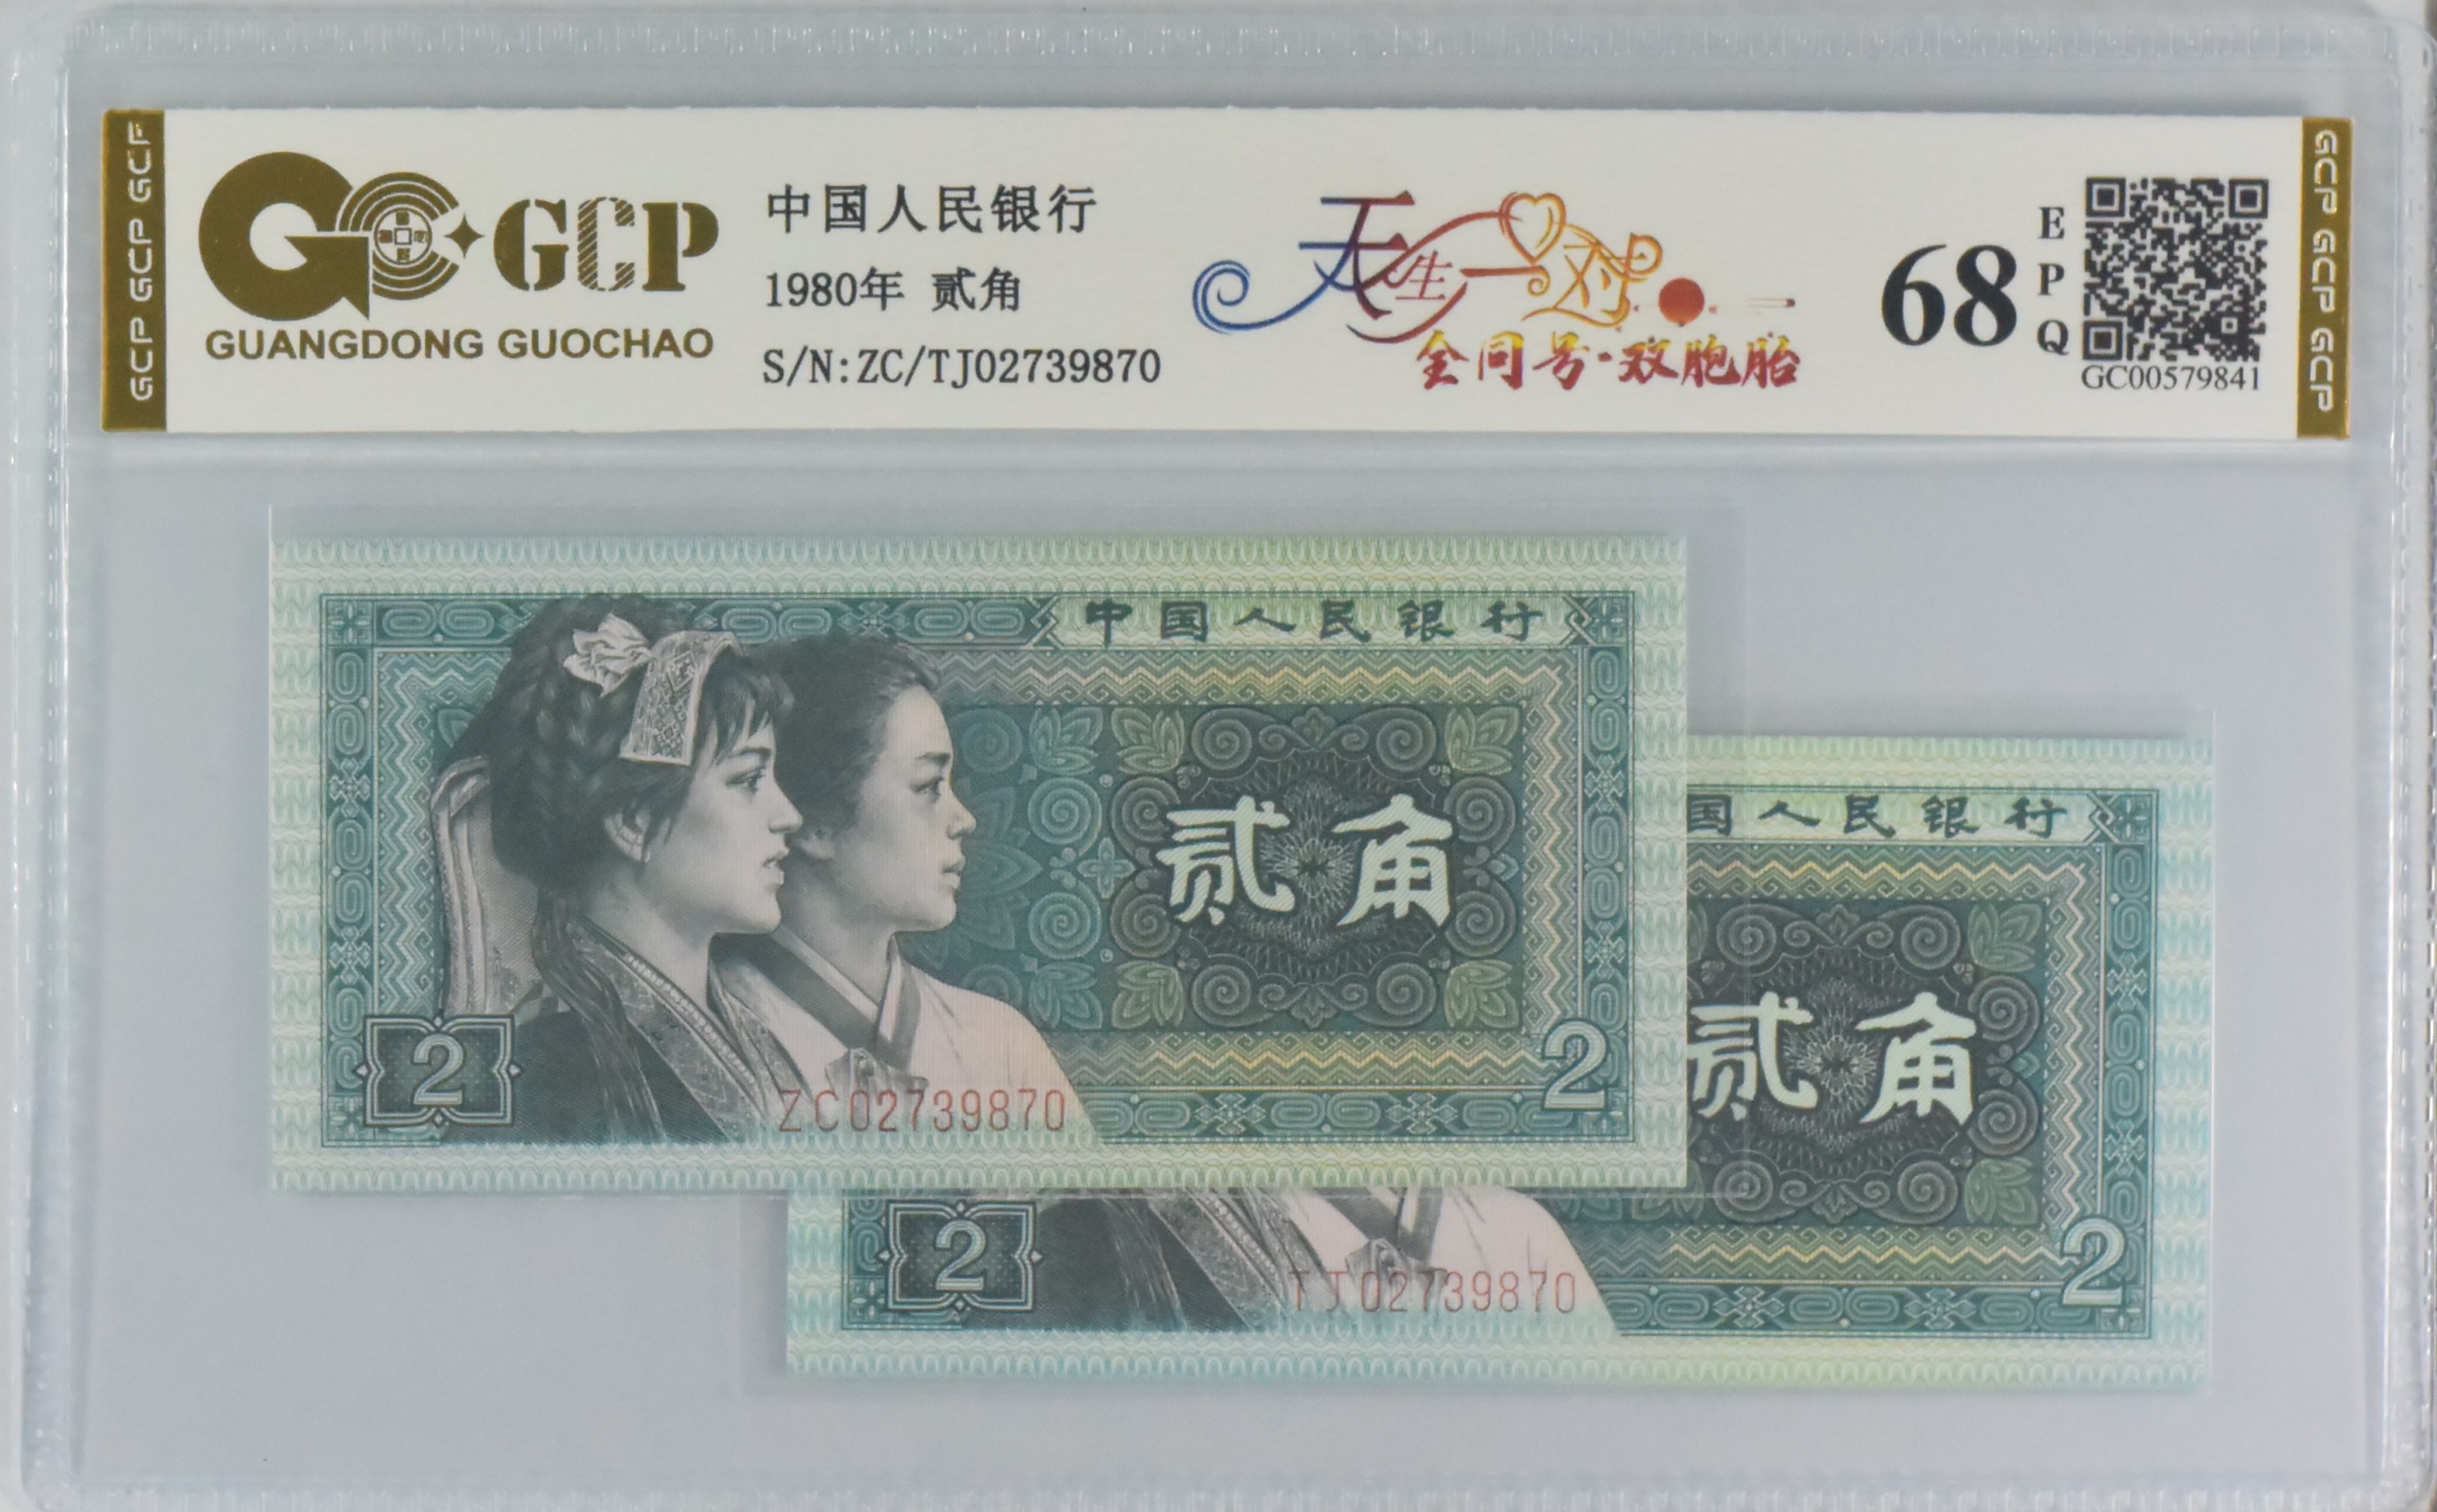 GCP GCP GCP
GCP
GUANGDONG GUOCHAO
中国人民银行
1980年 贰角
S/N:ZC/TJ02739870
天生一对
全同号·双胞胎
68
EPQ
GC00579841
GCP GCP GCP
中国人民银行
贰角
2
ZC02739870
2
国人民银行
贰角
2
TJ02739870
2